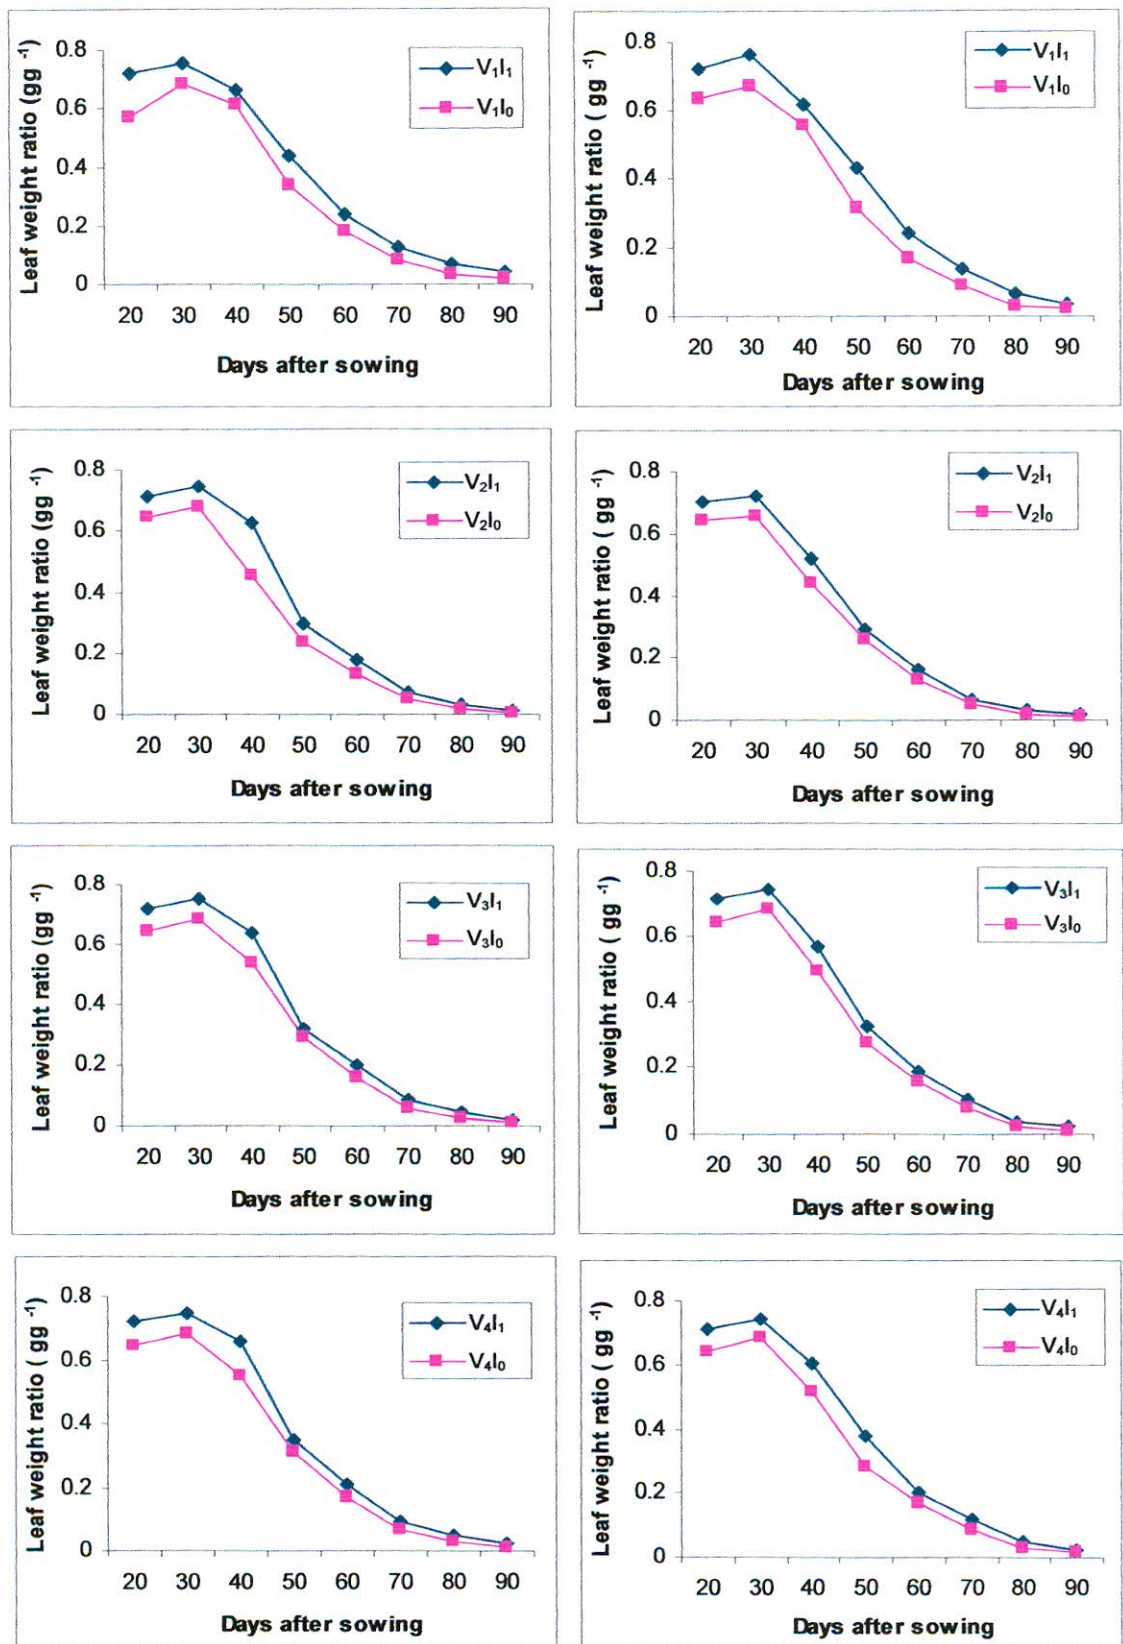 Leaf weight ratio (gg ⁻¹)
0.8
0.6
0.4
0.2
0
20 30 40 50 60 70 80 90
Days after sowing
V₁I₁
V₁I₀
Leaf weight ratio ( gg ⁻¹)
0.8
0.6
0.4
0.2
0
20 30 40 50 60 70 80 90
Days after sowing
V₁I₁
V₁I₀
Leaf weight ratio (gg ⁻¹)
0.8
0.6
0.4
0.2
0
20 30 40 50 60 70 80 90
Days after sowing
V₂I₁
V₂I₀
Leaf weight ratio ( gg ⁻¹)
0.8
0.6
0.4
0.2
0
20 30 40 50 60 70 80 90
Days after sowing
V₂I₁
V₂I₀
Leaf weight ratio (gg ⁻¹)
0.8
0.6
0.4
0.2
0
20 30 40 50 60 70 80 90
Days after sowing
V₃I₁
V₃I₀
Leaf weight ratio ( gg ⁻¹)
0.8
0.6
0.4
0.2
0
20 30 40 50 60 70 80 90
Days after sowing
V₃I₁
V₃I₀
Leaf weight ratio ( gg ⁻¹)
0.8
0.6
0.4
0.2
0
20 30 40 50 60 70 80 90
Days after sowing
V₄I₁
V₄I₀
Leaf weight ratio ( gg ⁻¹)
0.8
0.6
0.4
0.2
0
20 30 40 50 60 70 80 90
Days after sowing
V₄I₁
V₄I₀